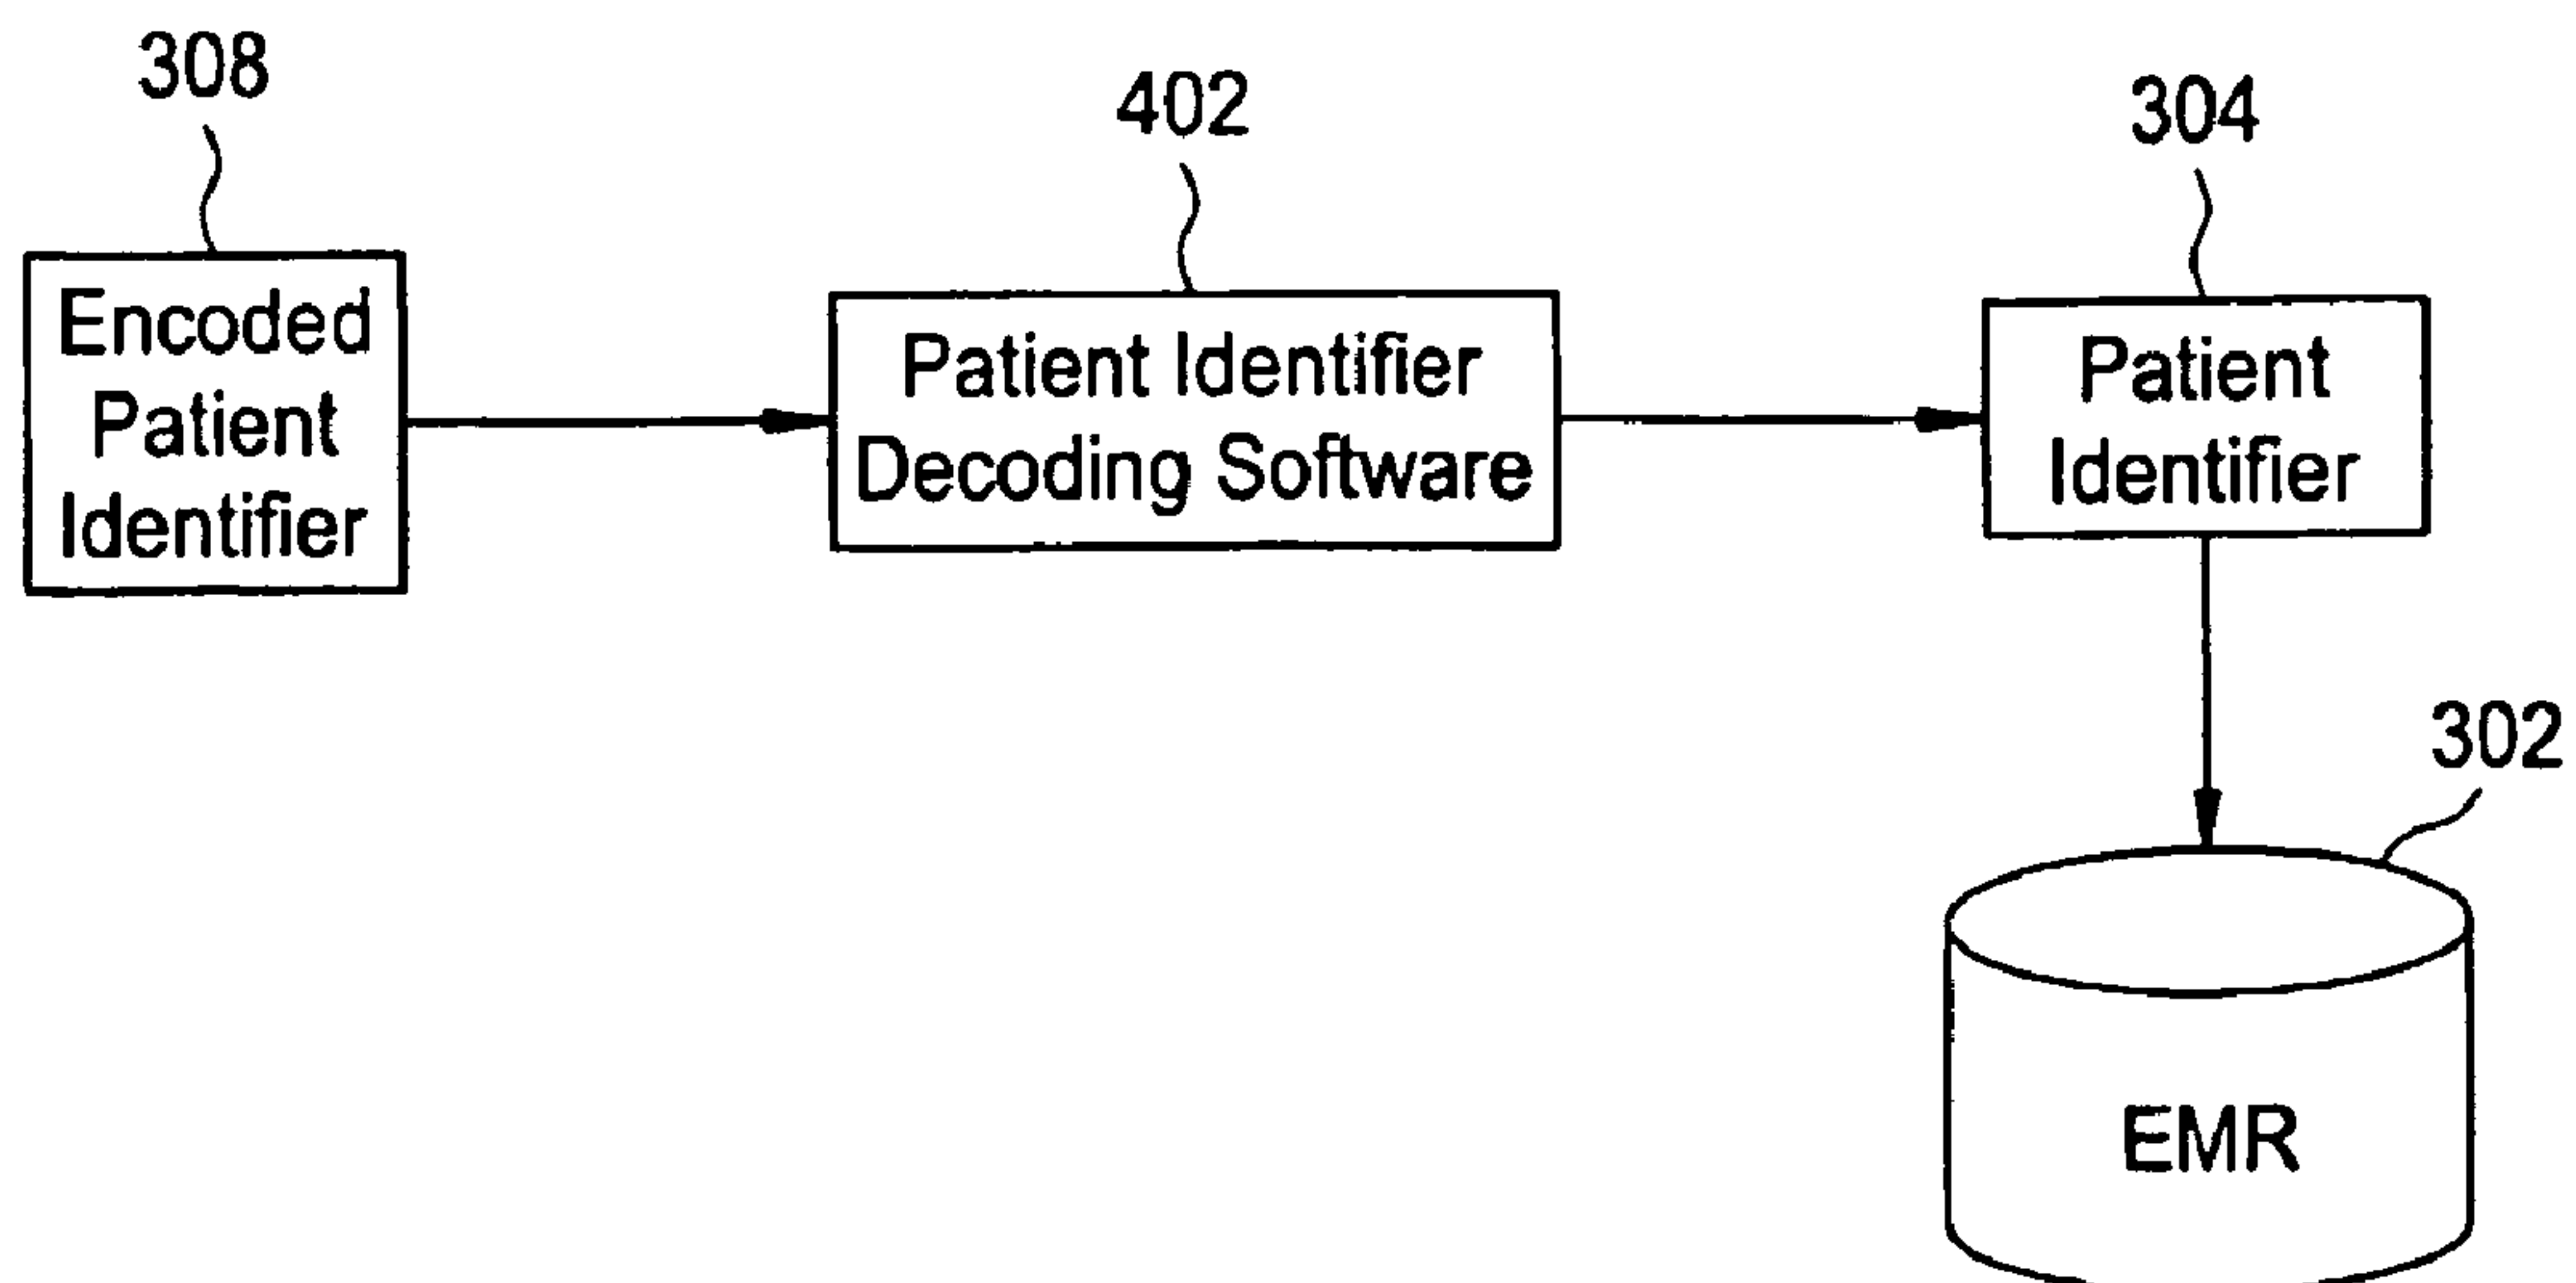 308
Encoded
Patient
Identifier
402
Patient Identifier
Decoding Software
304
Patient
Identifier
302
EMR